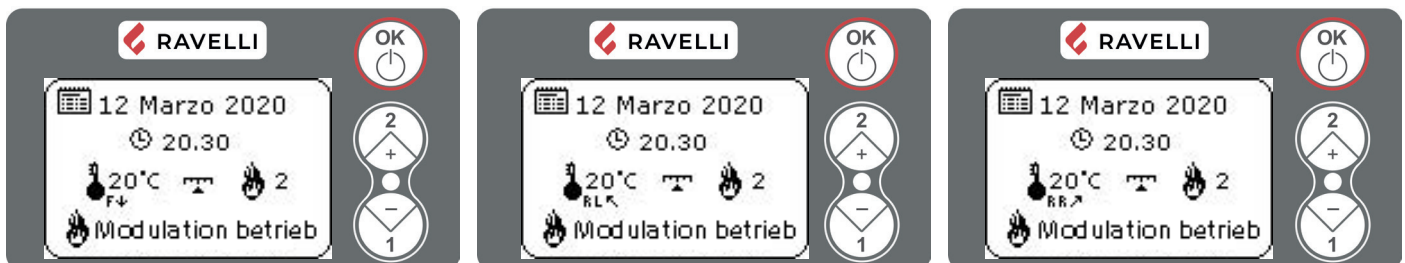 RAVELLI
OK
12 Marzo 2020
20.30
20°C 2
F↓
Modulation betrieb
2
+
−
1
RAVELLI
OK
12 Marzo 2020
20.30
20°C 2
RL↖
Modulation betrieb
2
+
−
1
RAVELLI
OK
12 Marzo 2020
20.30
20°C 2
RR↗
Modulation betrieb
2
+
−
1